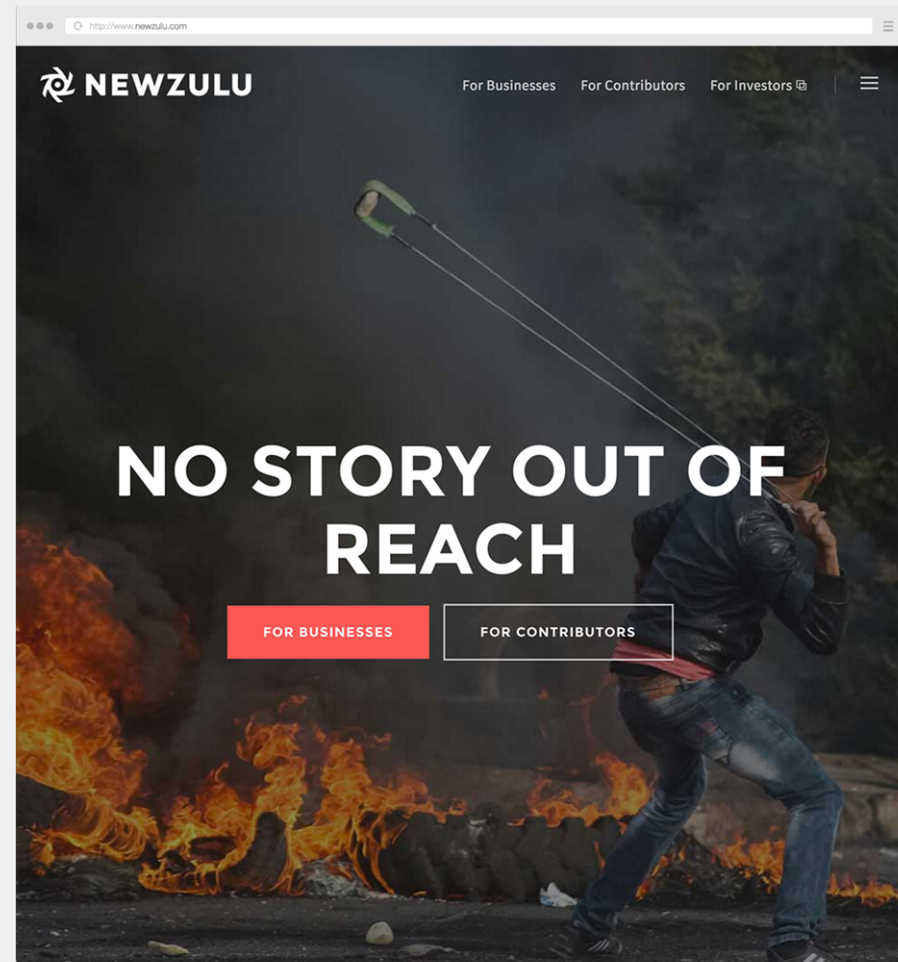 http://www.newzulu.com
NEWZULU
For Businesses
For Contributors
For Investors
NO STORY OUT OF
REACH
FOR BUSINESSES
FOR CONTRIBUTORS